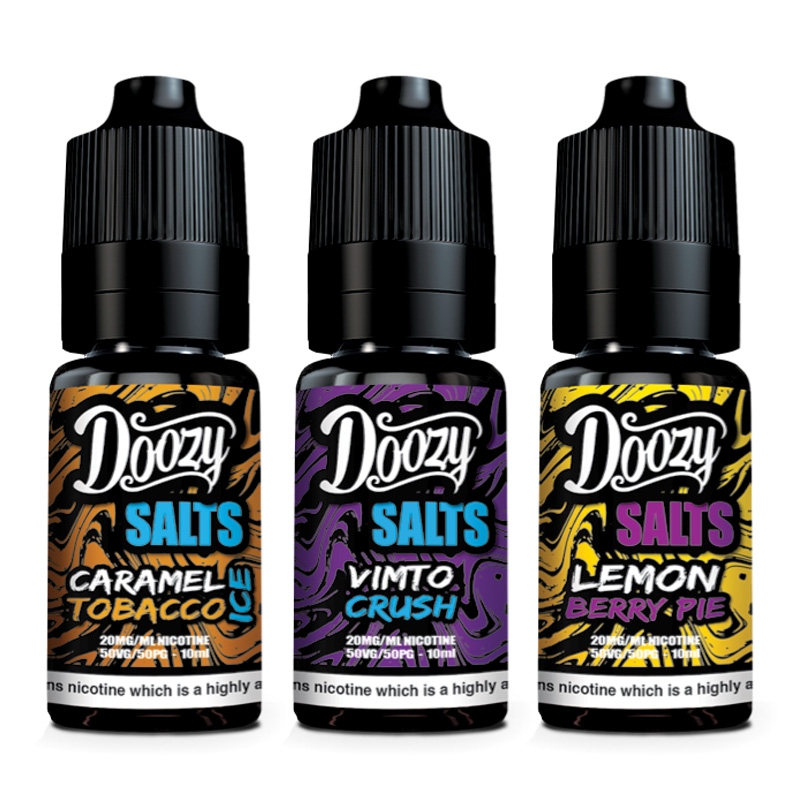 Doozy
SALTS
CARAMEL
TOBACCO
ICE
20MG/ML NICOTINE
50VG/50PG - 10ml
ns nicotine which is a highly a
Doozy
SALTS
VIMTO
CRUSH
20MG/ML NICOTINE
50VG/50PG - 10ml
ns nicotine which is a highly a
Doozy
SALTS
LEMON
BERRY PIE
20MG/ML NICOTINE
50VG/50PG - 10ml
ns nicotine which is a highly a